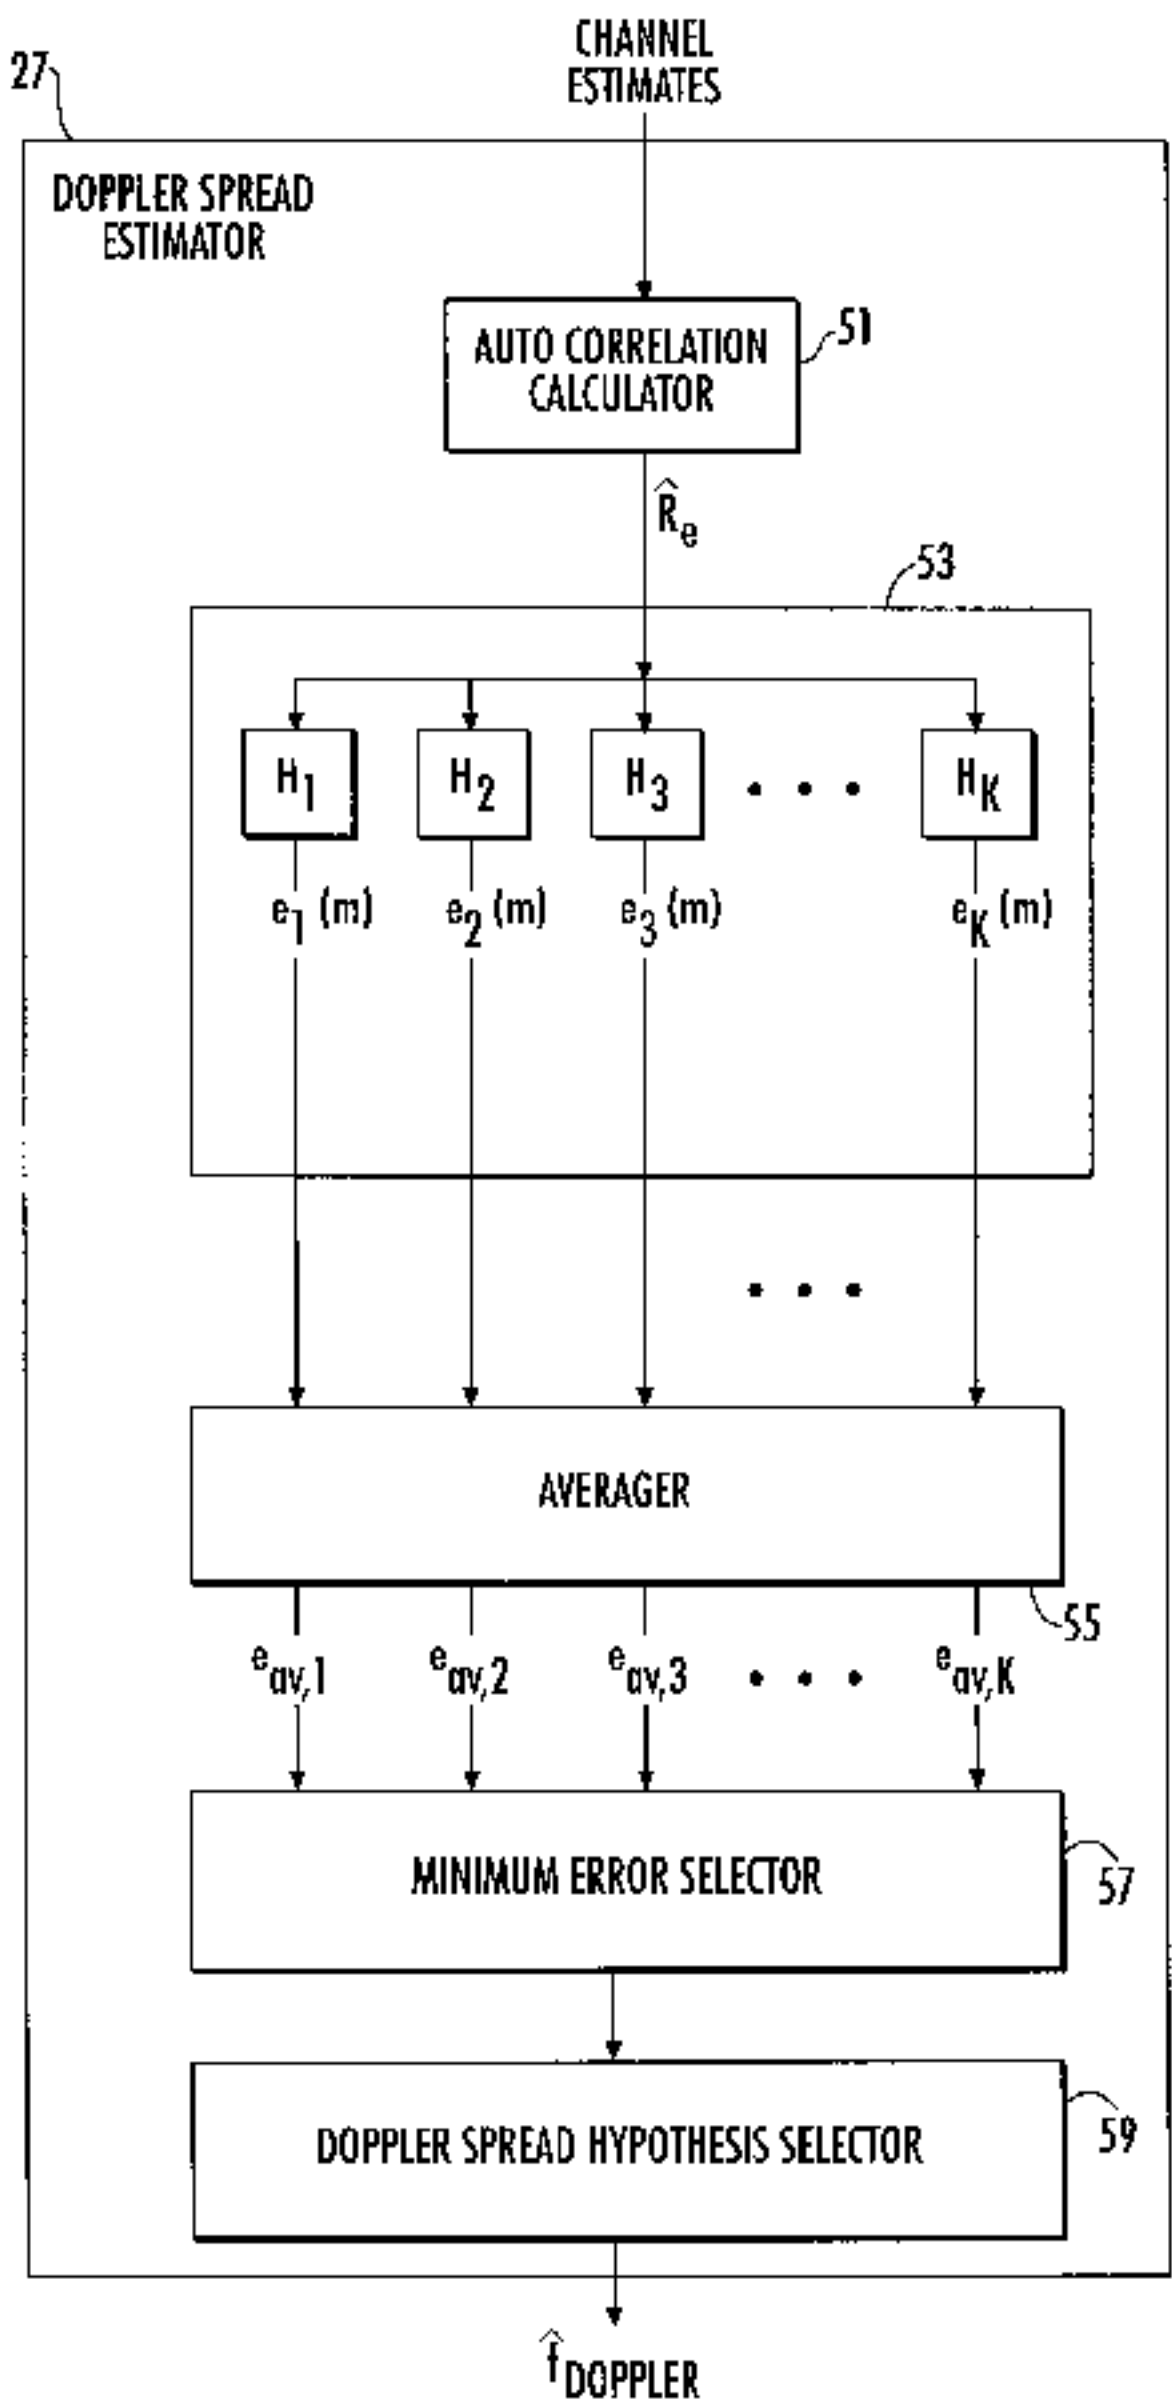 CHANNEL
ESTIMATES
27
DOPPLER SPREAD
ESTIMATOR
AUTO CORRELATION
CALCULATOR
51
R̂e
53
H1 H2 H3 • • • HK
e1(m) e2(m) e3(m) eK(m)
• • •
AVERAGER
55
eav,1 eav,2 eav,3 • • • eav,K
MINIMUM ERROR SELECTOR
57
DOPPLER SPREAD HYPOTHESIS SELECTOR
59
f̂DOPPLER